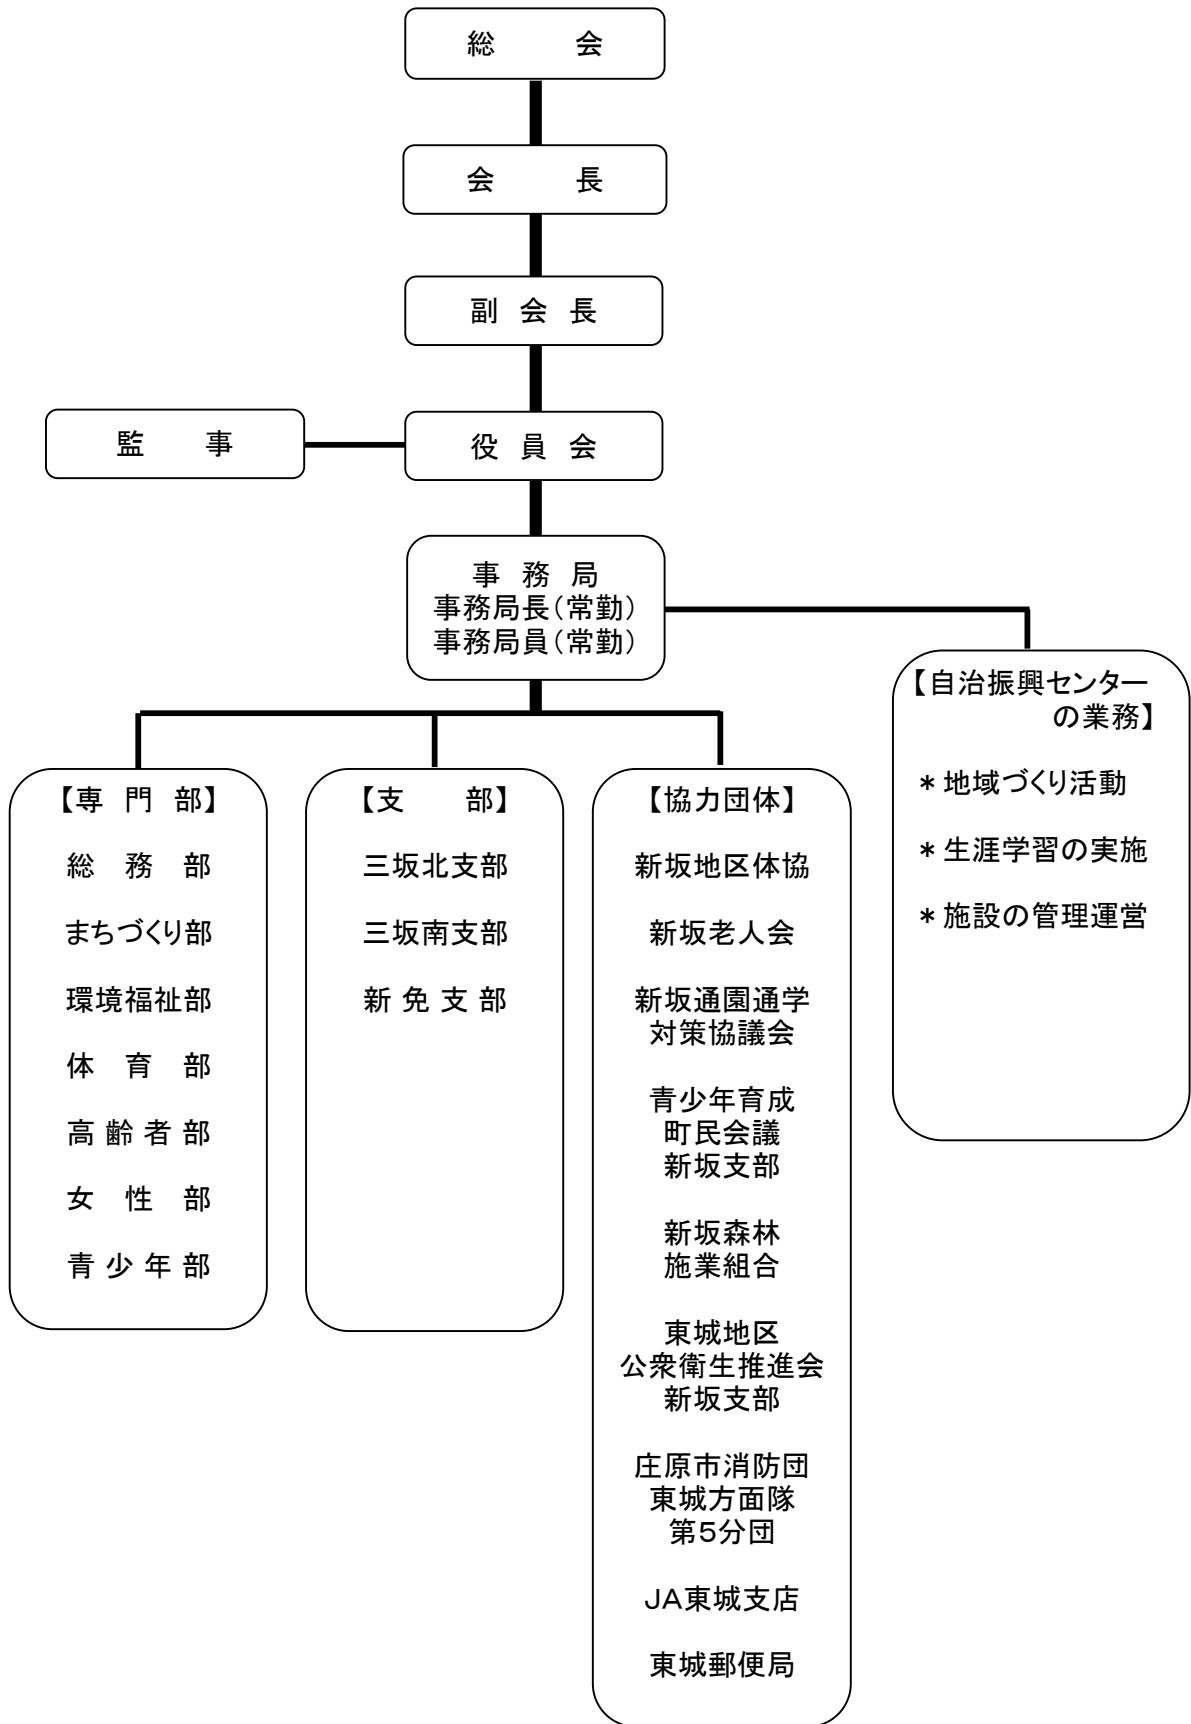 総　　　会
会　　　長
副　会　長
監　　事
役　員　会
事　務　局
事務局長（常勤）
事務局員（常勤）
【自治振興センター
の業務】
＊地域づくり活動
＊生涯学習の実施
＊施設の管理運営
【専　門　部】
総　務　部
まちづくり部
環境福祉部
体　育　部
高 齢 者 部
女　性　部
青 少 年 部
【支　　部】
三坂北支部
三坂南支部
新 免 支 部
【協力団体】
新坂地区体協
新坂老人会
新坂通園通学
対策協議会
青少年育成
町民会議
新坂支部
新坂森林
施業組合
東城地区
公衆衛生推進会
新坂支部
庄原市消防団
東城方面隊
第５分団
JA東城支店
東城郵便局